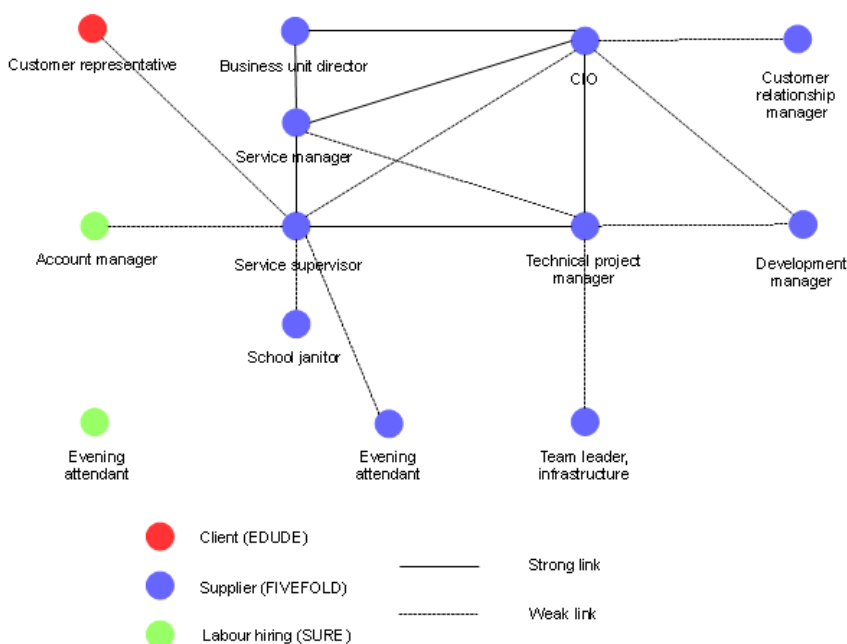 Customer representative
Business unit director
CIO
Customer
relationship
manager
Service manager
Account manager
Service supervisor
Technical project
manager
Development
manager
School janitor
Evening
attendant
Evening
attendant
Team leader,
infrastructure
Client (EDUDE)
Strong link
Supplier (FIVEFOLD)
Weak link
Labour hiring (SURE)